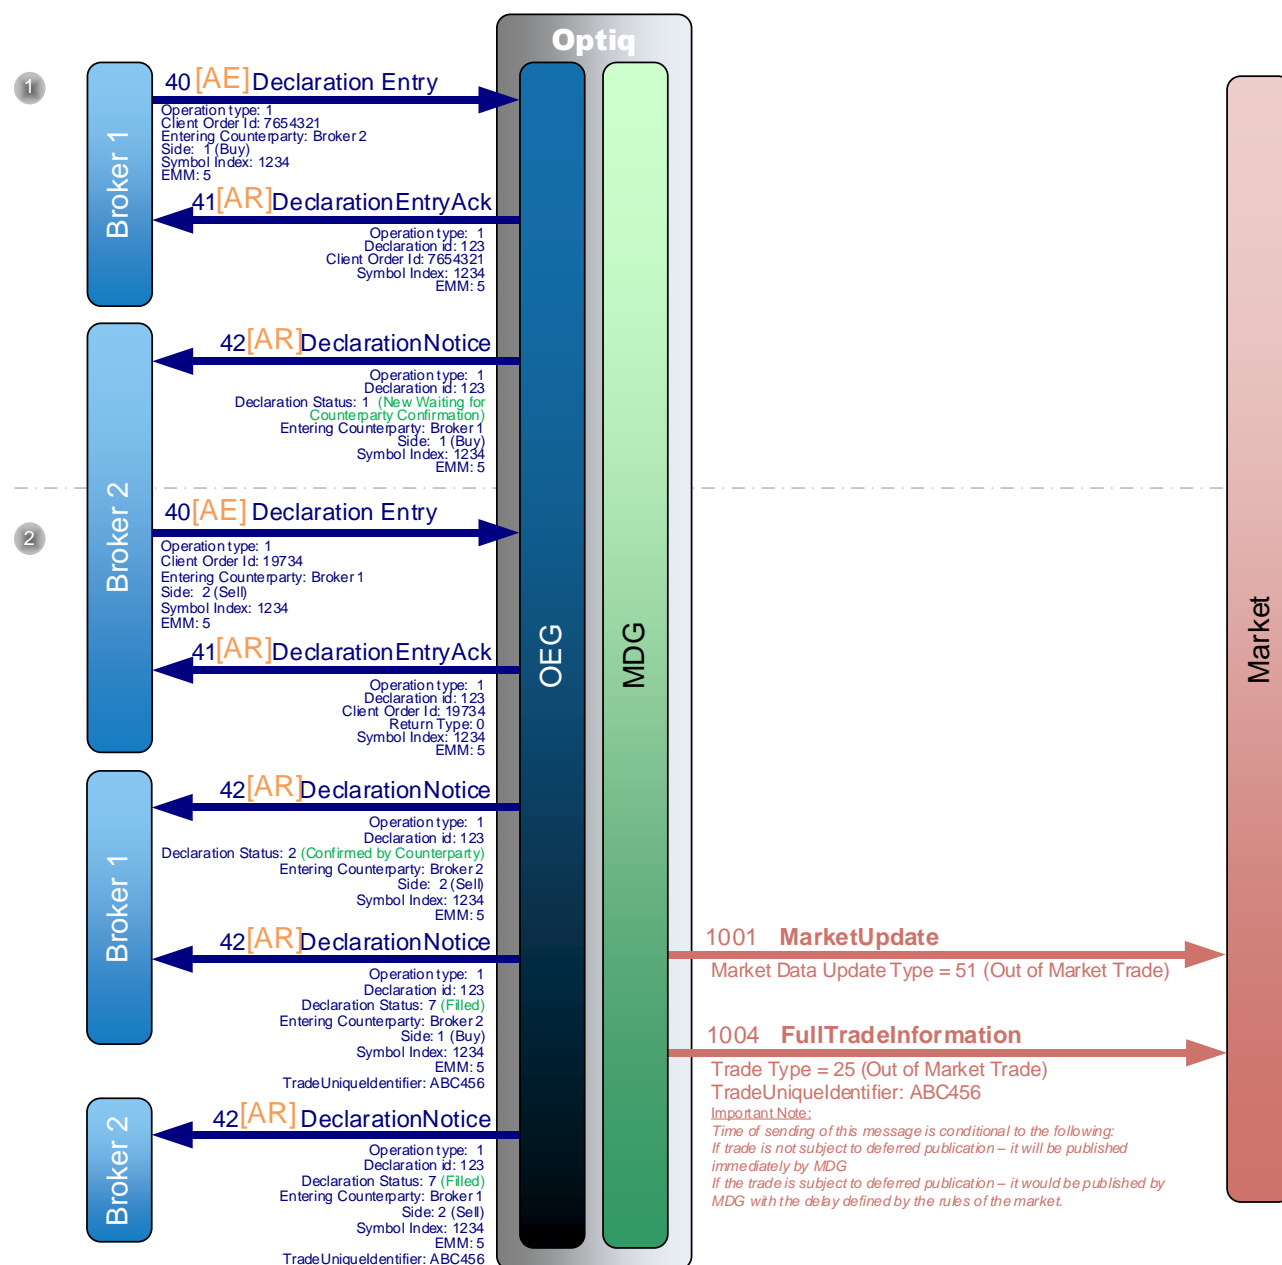 Optiq
1
Broker 1
40 [AE] Declaration Entry
Operation type: 1
Client Order Id: 7654321
Entering Counterparty: Broker 2
Side: 1 (Buy)
Symbol Index: 1234
EMM: 5
41 [AR] DeclarationEntryAck
Operation type: 1
Declaration id: 123
Client Order Id: 7654321
Symbol Index: 1234
EMM: 5
Broker 2
42 [AR] DeclarationNotice
Operation type: 1
Declaration id: 123
Declaration Status: 1 (New Waiting for
Counterparty Confirmation)
Entering Counterparty: Broker 1
Side: 1 (Buy)
Symbol Index: 1234
EMM: 5
2
40 [AE] Declaration Entry
Operation type: 1
Client Order Id: 19734
Entering Counterparty: Broker 1
Side: 2 (Sell)
Symbol Index: 1234
EMM: 5
41 [AR] DeclarationEntryAck
Operation type: 1
Declaration id: 123
Client Order Id: 19734
Return Type: 0
Symbol Index: 1234
EMM: 5
OEG
MDG
Market
Broker 1
42 [AR] DeclarationNotice
Operation type: 1
Declaration id: 123
Declaration Status: 2 (Confirmed by Counterparty)
Entering Counterparty: Broker 2
Side: 2 (Sell)
Symbol Index: 1234
EMM: 5
42 [AR] DeclarationNotice
Operation type: 1
Declaration id: 123
Declaration Status: 7 (Filled)
Entering Counterparty: Broker 2
Side: 1 (Buy)
Symbol Index: 1234
EMM: 5
TradeUniqueIdentifier: ABC456
1001 MarketUpdate
Market Data Update Type = 51 (Out of Market Trade)
1004 FullTradeInformation
Trade Type = 25 (Out of Market Trade)
TradeUniqueIdentifier: ABC456
Important Note:
Time of sending of this message is conditional to the following:
If trade is not subject to deferred publication – it will be published
immediately by MDG
If the trade is subject to deferred publication – it would be published by
MDG with the delay defined by the rules of the market.
Broker 2
42 [AR] DeclarationNotice
Operation type: 1
Declaration id: 123
Declaration Status: 7 (Filled)
Entering Counterparty: Broker 1
Side: 2 (Sell)
Symbol Index: 1234
EMM: 5
TradeUniqueIdentifier: ABC456